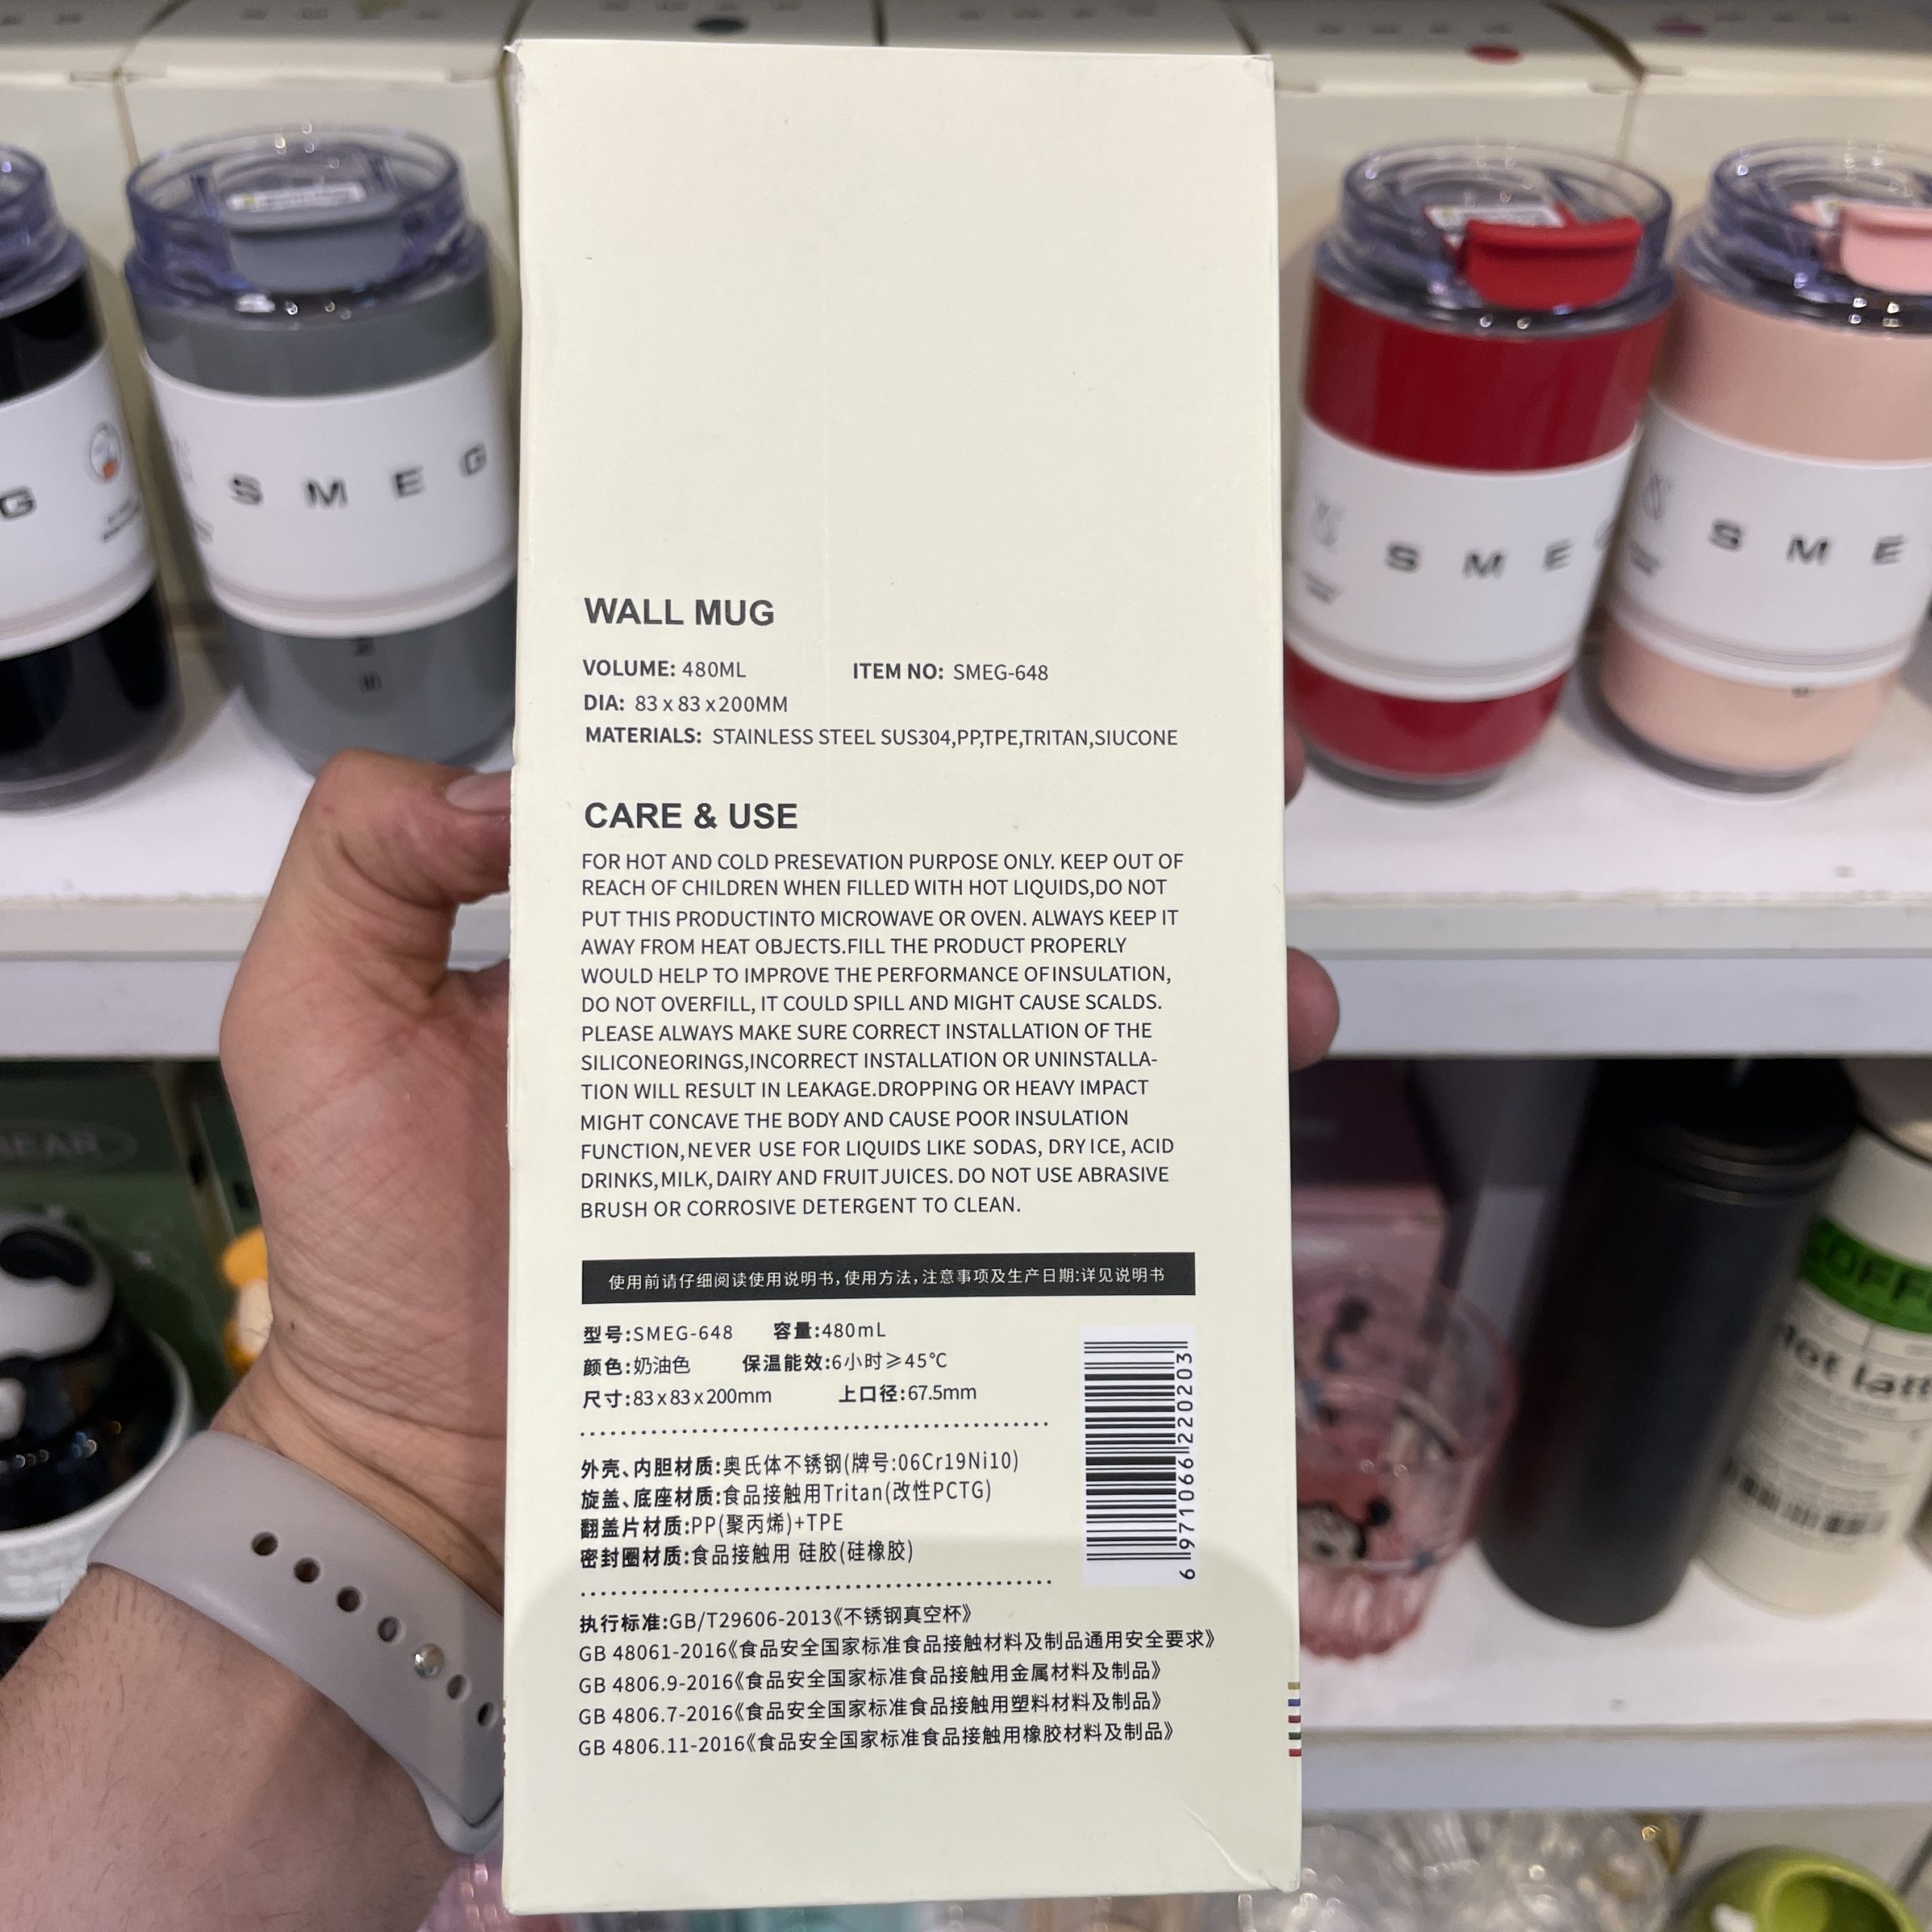 S M E G
S M E
S M E
G
WALL MUG
VOLUME: 480ML ITEM NO: SMEG-648
DIA: 83 x 83 x200MM
MATERIALS: STAINLESS STEEL SUS304,PP,TPE,TRITAN,SIUCONE
CARE & USE
FOR HOT AND COLD PRESEVATION PURPOSE ONLY. KEEP OUT OF
REACH OF CHILDREN WHEN FILLED WITH HOT LIQUIDS,DO NOT
PUT THIS PRODUCTINTO MICROWAVE OR OVEN. ALWAYS KEEP IT
AWAY FROM HEAT OBJECTS.FILL THE PRODUCT PROPERLY
WOULD HELP TO IMPROVE THE PERFORMANCE OF INSULATION,
DO NOT OVERFILL, IT COULD SPILL AND MIGHT CAUSE SCALDS.
PLEASE ALWAYS MAKE SURE CORRECT INSTALLATION OF THE
SILICONEORINGS,INCORRECT INSTALLATION OR UNINSTALLA-
TION WILL RESULT IN LEAKAGE.DROPPING OR HEAVY IMPACT
MIGHT CONCAVE THE BODY AND CAUSE POOR INSULATION
FUNCTION,NEVER USE FOR LIQUIDS LIKE SODAS, DRY ICE, ACID
DRINKS,MILK,DAIRY AND FRUIT JUICES. DO NOT USE ABRASIVE
BRUSH OR CORROSIVE DETERGENT TO CLEAN.
使用前请仔细阅读使用说明书,使用方法,注意事项及生产日期:详见说明书
型号:SMEG-648 容量:480mL
颜色:奶油色 保温能效:6小时≥45℃
尺寸:83x83x200mm 上口径:67.5mm
外壳、内胆材质:奥氏体不锈钢(牌号:06Cr19Ni10)
旋盖、底座材质:食品接触用Tritan(改性PCTG)
翻盖片材质:PP(聚丙烯)+TPE
密封圈材质:食品接触用 硅胶(硅橡胶)
6 971066 220203
执行标准:GB/T29606-2013《不锈钢真空杯》
GB 48061-2016《食品安全国家标准食品接触材料及制品通用安全要求》
GB 4806.9-2016《食品安全国家标准食品接触用金属材料及制品》
GB 4806.7-2016《食品安全国家标准食品接触用塑料材料及制品》
GB 4806.11-2016《食品安全国家标准食品接触用橡胶材料及制品》
BEAR